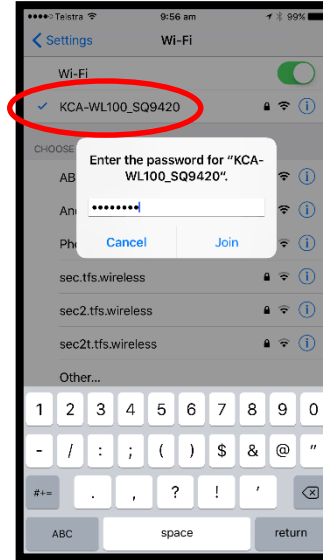 Telstra 9:56 am 99%
Settings Wi-Fi
Wi-Fi
KCA-WL100_SQ9420
CHOOSE
Enter the password for “KCA-
WL100_SQ9420“.
AB
••••••••
Pho
Cancel Join
sec.tfs.wireless
sec2.tfs.wireless
sec2t.tfs.wireless
Other...
1 2 3 4 5 6 7 8 9 0
- / : ; ( ) $ & @ "
#+= . , ? ! ' 
ABC space return